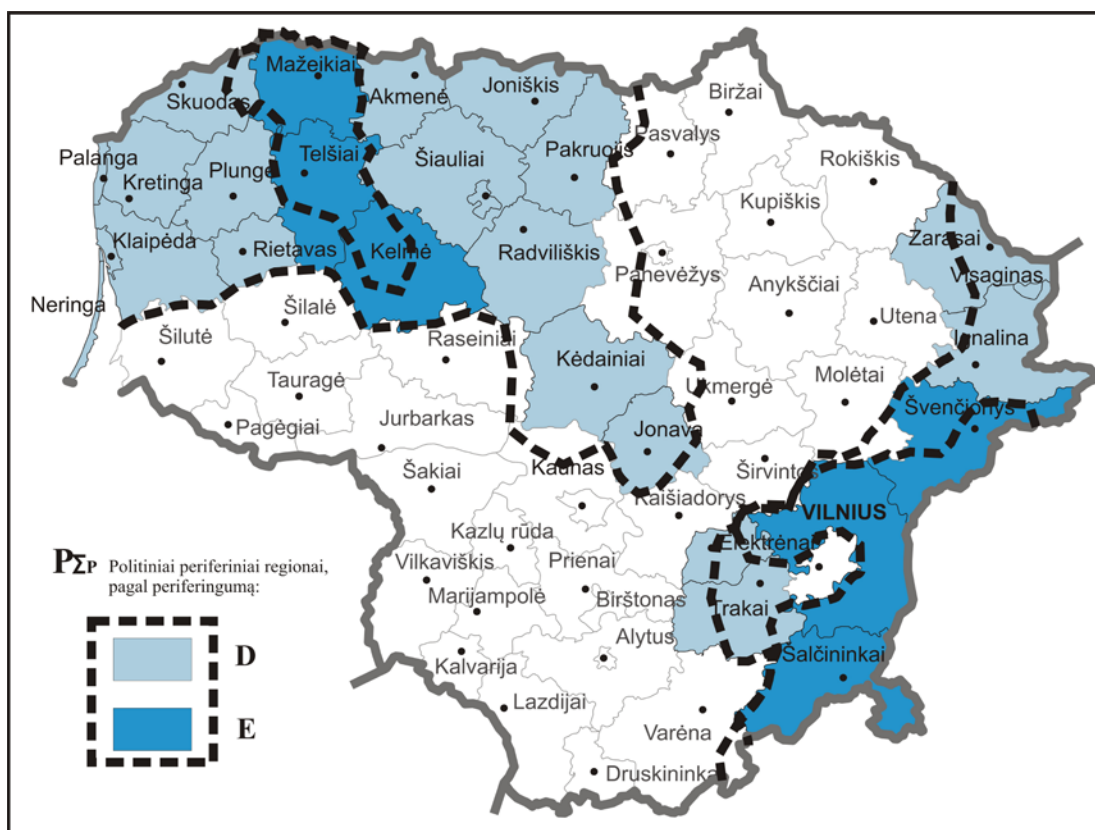 Mažeikiai
Skuodas
Akmenė
Joniškis
Biržai
Pasvalys
Palanga
Kretinga
Plungė
Telšiai
Šiauliai
Pakruojis
Rokiškis
Kupiškis
Klaipėda
Rietavas
Kelmė
Radviliškis
Panevėžys
Anykščiai
Zarasai
Visaginas
Neringa
Šilalė
Šilutė
Raseiniai
Kėdainiai
Utena
Ignalina
Tauragė
Ukmergė
Molėtai
Švenčionys
Pagėgiai
Jurbarkas
Jonava
Kaunas
Širvintos
Šakiai
Kaišiadorys
VILNIUS
Kazlų rūda
Elektrėnai
Vilkaviškis
Prienai
Marijampolė
Birštonas
Trakai
Alytus
Kalvarija
Šalčininkai
Lazdijai
Varėna
Druskininkai
PΣP Politiniai periferiniai regionai,
pagal periferingumą:
D
E